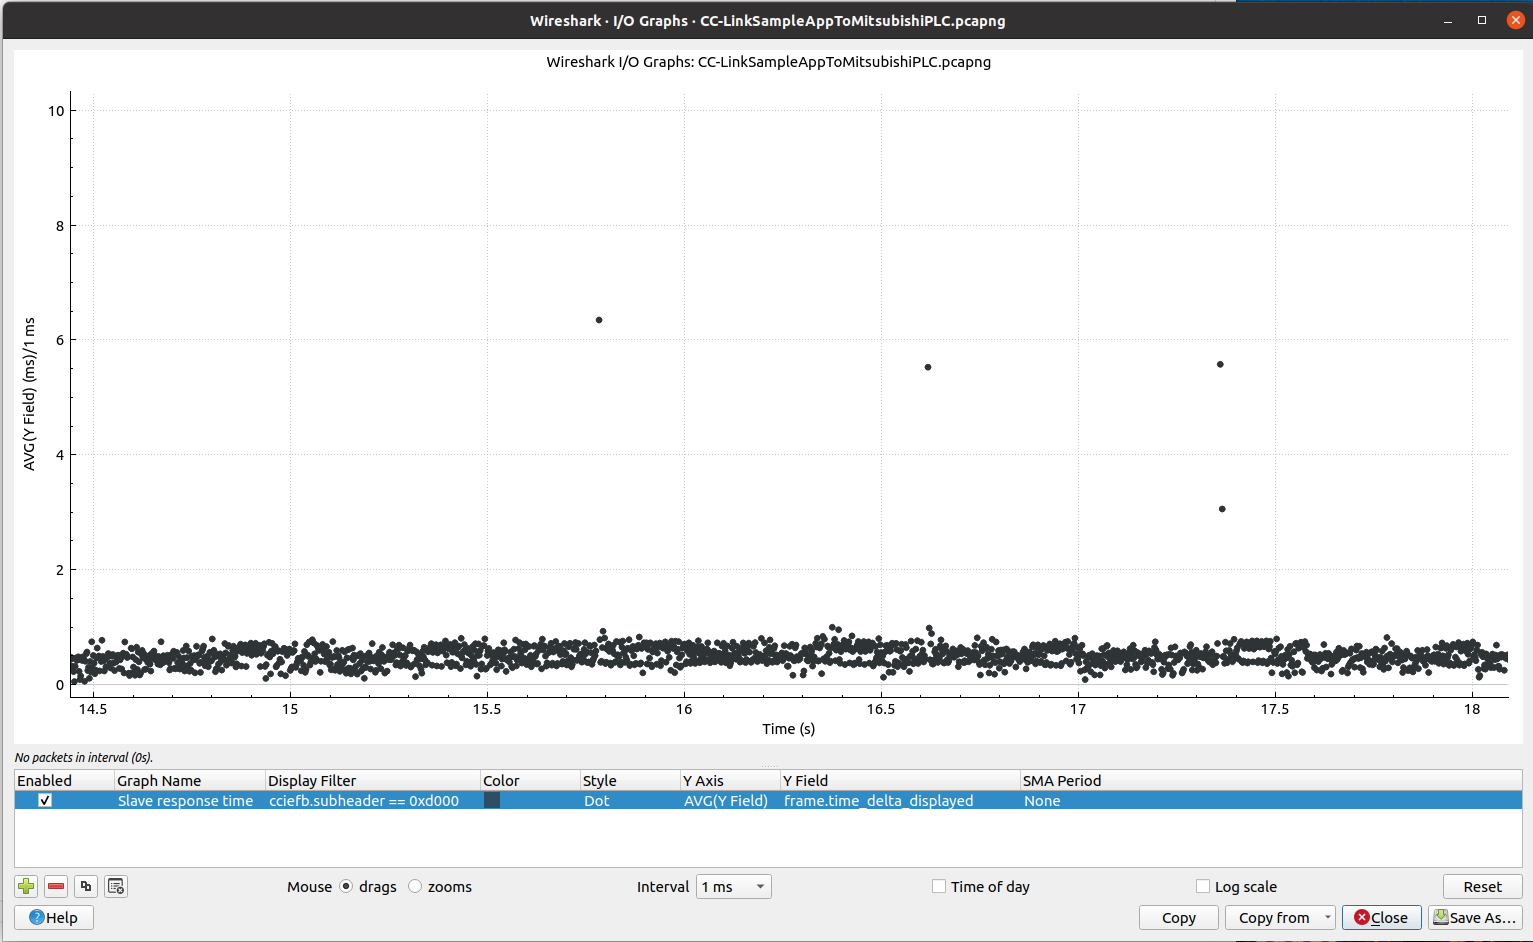 Wireshark · I/O Graphs · CC-LinkSampleAppToMitsubishiPLC.pcapng
Wireshark I/O Graphs: CC-LinkSampleAppToMitsubishiPLC.pcapng
10
8
6
4
2
0
AVG(Y Field) (ms)/1 ms
14.5 15 15.5 16 16.5 17 17.5 18
Time (s)
No packets in interval (0s).
Enabled Graph Name Display Filter Color Style Y Axis Y Field SMA Period
Slave response time cciefb.subheader == 0xd000 Dot AVG(Y Field) frame.time_delta_displayed None
Mouse drags zooms Interval 1 ms Time of day Log scale Reset
Help Copy Copy from Close Save As...